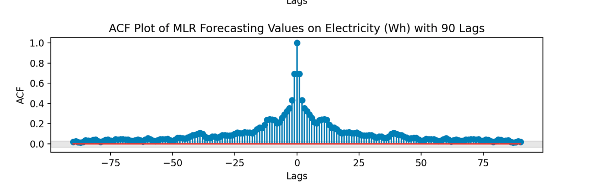 Lags
ACF Plot of MLR Forecasting Values on Electricity (Wh) with 90 Lags
1.0
0.8
0.6
0.4
0.2
0.0
ACF
−75 −50 −25 0 25 50 75
Lags